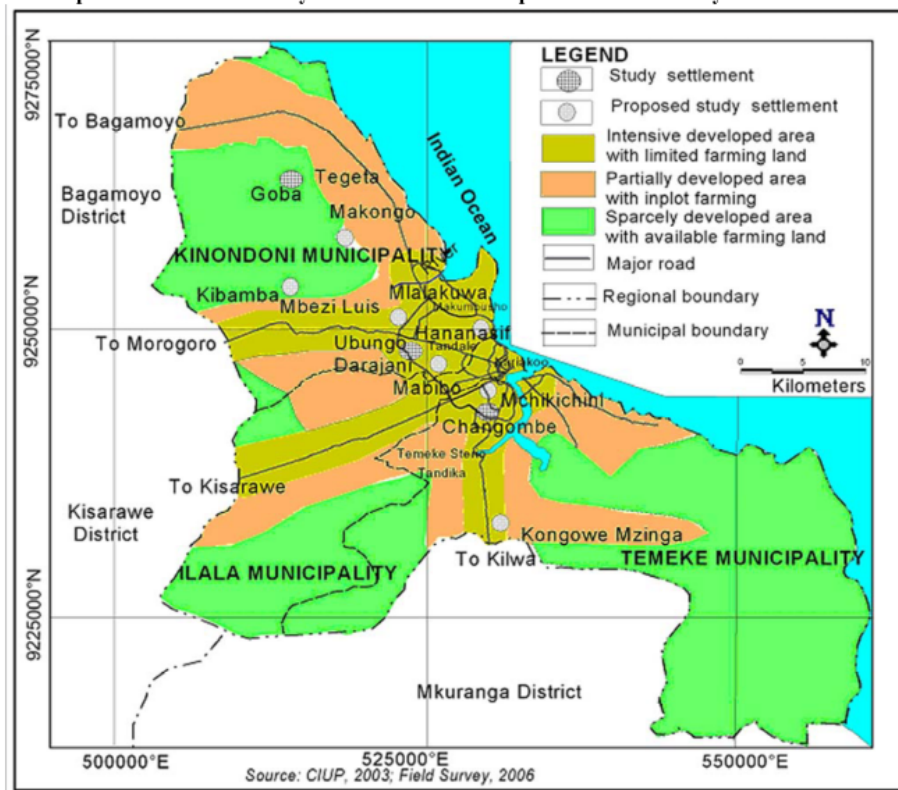 LEGEND
Study settlement
Proposed study settlement
Intensive developed area
with limited farming land
Partially developed area
with inplot farming
Sparcely developed area
with available farming land
Major road
Regional boundary
Municipal boundary
N
0 5 10
Kilometers
9275000°N
9250000°N
9225000°N
To Bagamoyo
Indian Ocean
Bagamoyo
District
Goba
Tegeta
Makongo
KINONDONI MUNICIPALITY
Kibamba
Mbezi Luis
Mlalakuwa
Makumbusho
To Morogoro
Hananasif
Ubungo
Tandale
Darajani
Kariakoo
Mabibo
Mchikichini
Changombe
Temeke Steno
Tandika
To Kisarawe
Kisarawe
District
Kongowe Mzinga
To Kilwa
ILALA MUNICIPALITY
TEMEKE MUNICIPALITY
Mkuranga District
500000°E
525000°E
550000°E
Source: CIUP, 2003; Field Survey, 2006